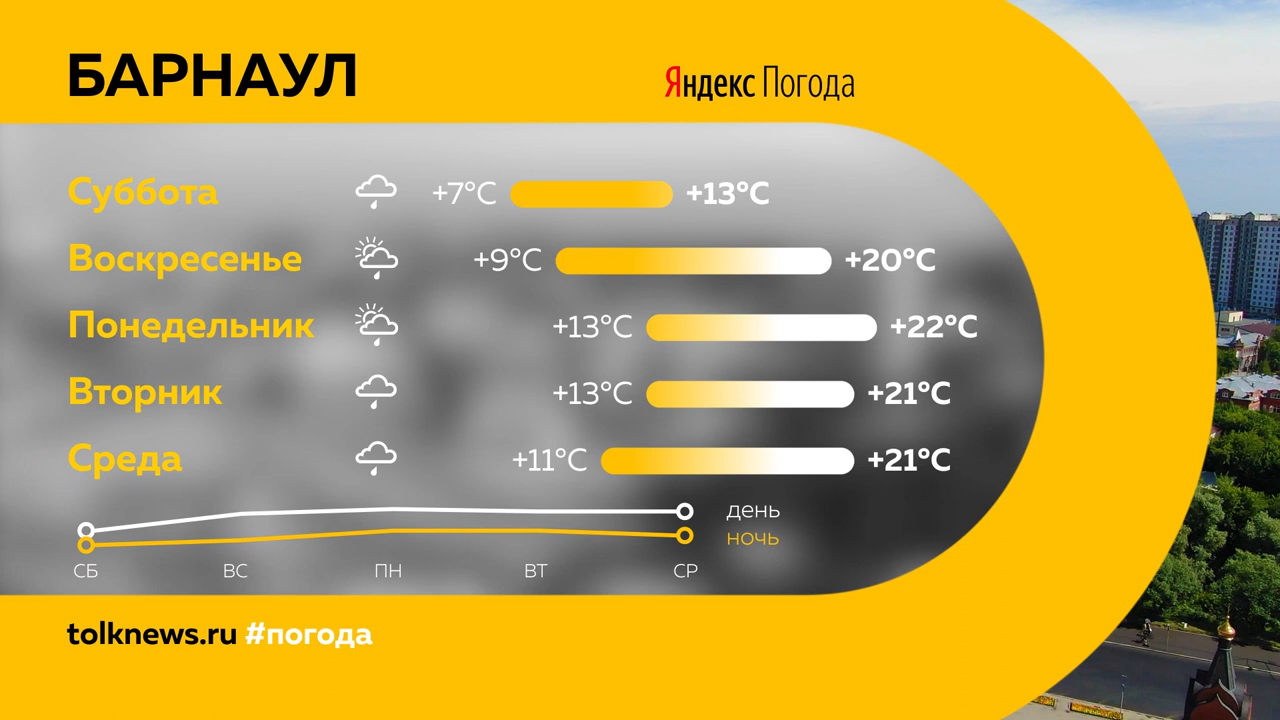 БАРНАУЛ
Яндекс Погода
Суббота +7°C +13°C
Воскресенье +9°C +20°C
Понедельник +13°C +22°C
Вторник +13°C +21°C
Среда +11°C +21°C
день
ночь
СБ ВС ПН ВТ СР
tolknews.ru #погода